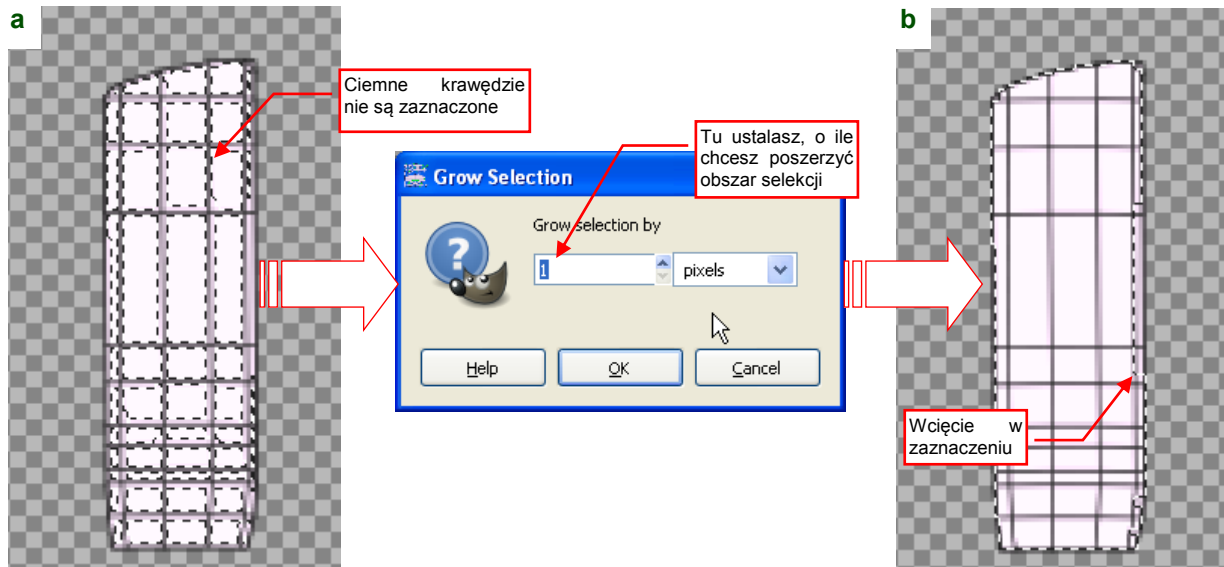 a
Ciemne krawędzie
nie są zaznaczone
Tu ustalasz, o ile
chcesz poszerzyć
obszar selekcji
Grow Selection
Grow selection by
1
pixels
Help
OK
Cancel
b
Wcięcie w
zaznaczeniu